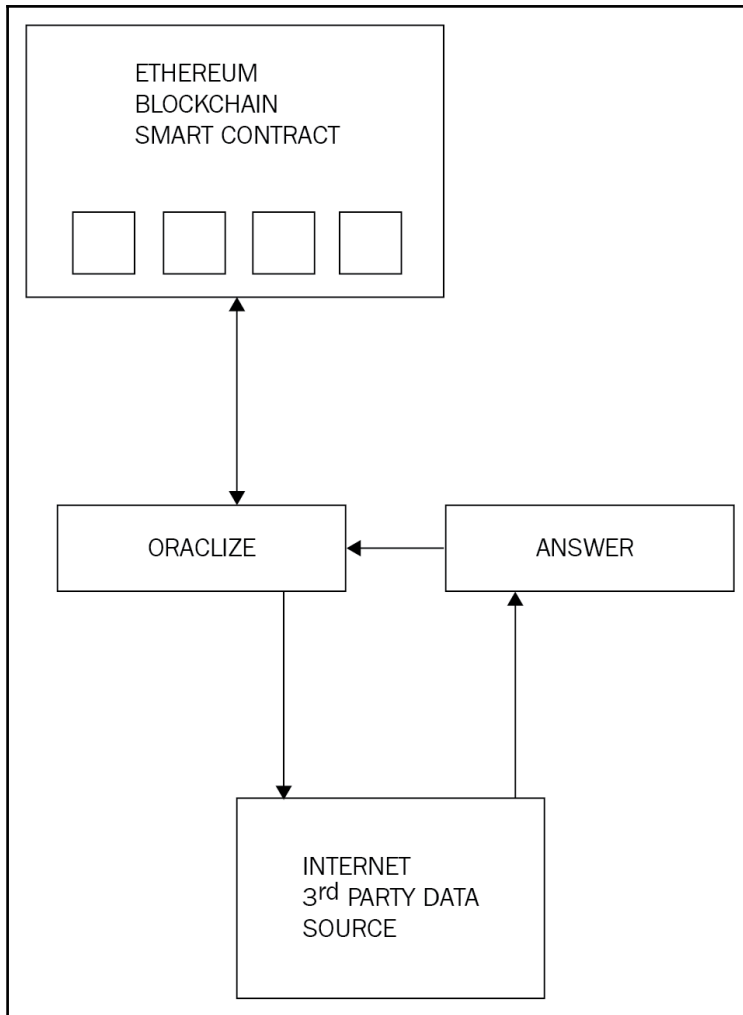 ETHEREUM
BLOCKCHAIN
SMART CONTRACT
ORACLIZE
ANSWER
INTERNET
3rd PARTY DATA
SOURCE